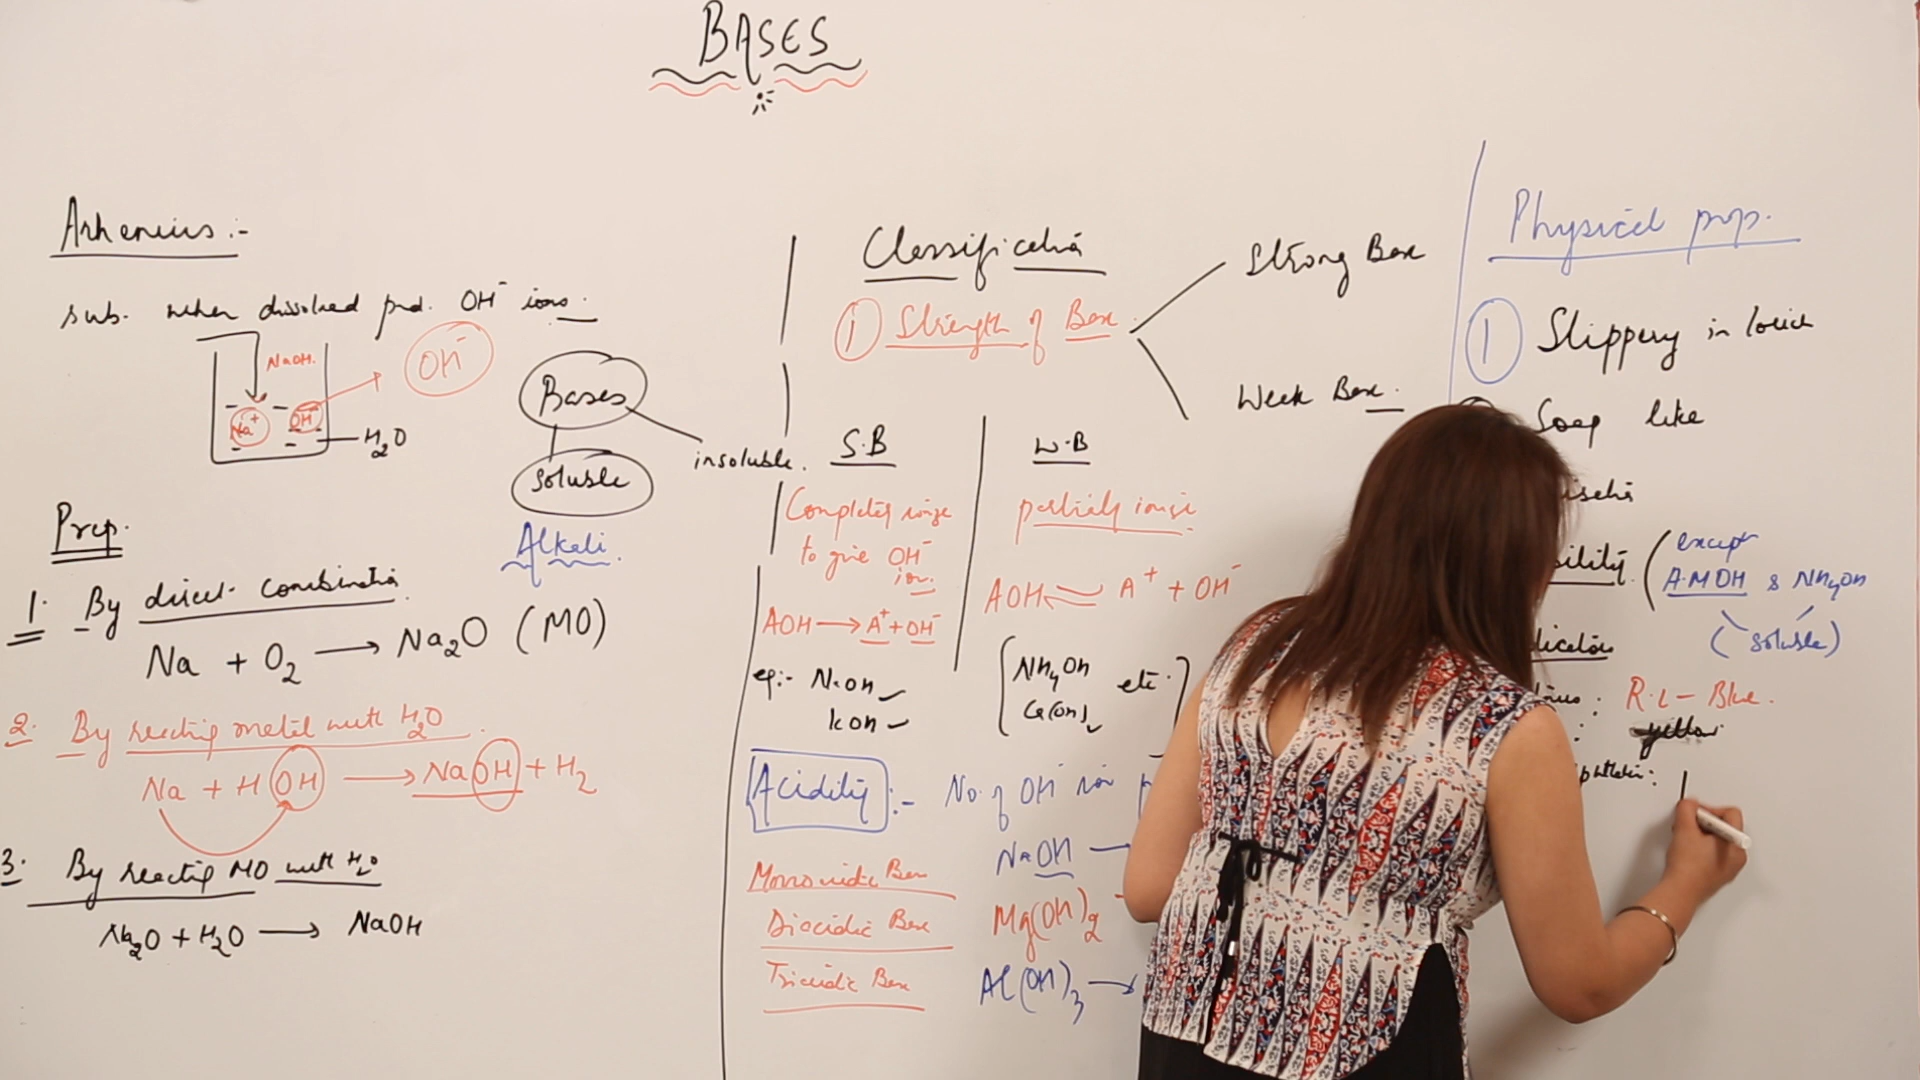 BASES
Arhenius :-
sub. when dissolved prod. OH⁻ ions.
NaOH.
OH⁻
Na⁺ OH⁻
H₂O
Bases
soluble
insoluble.
Alkali.
Prep.
1. By direct combination
Na + O₂ → Na₂O (MO)
2. By reacting metal with H₂O
Na + H OH → NaOH + H₂
3. By reacting MO with H₂O
Na₂O + H₂O → NaOH
Classification
① Strength of Base
Strong Base
Weak Base.
S.B
Completely ionize
to give OH⁻
ion.
AOH → A⁺ + OH⁻
eg:- NaOH
KOH
W.B
partially ionize
AOH ⇌ A⁺ + OH⁻
NH₄OH
Ca(OH)
etc.
Acidity :- No. of OH⁻ ion
Monoacidic Base
NaOH →
Diacidic Base
Mg(OH)₂
Triacidic Base
Al(OH)₃ →
Physical prop.
① Slippery in touch
Soap like
(except
A.MOH & NH₄OH
(soluble)
R.L - Blue.
yellow